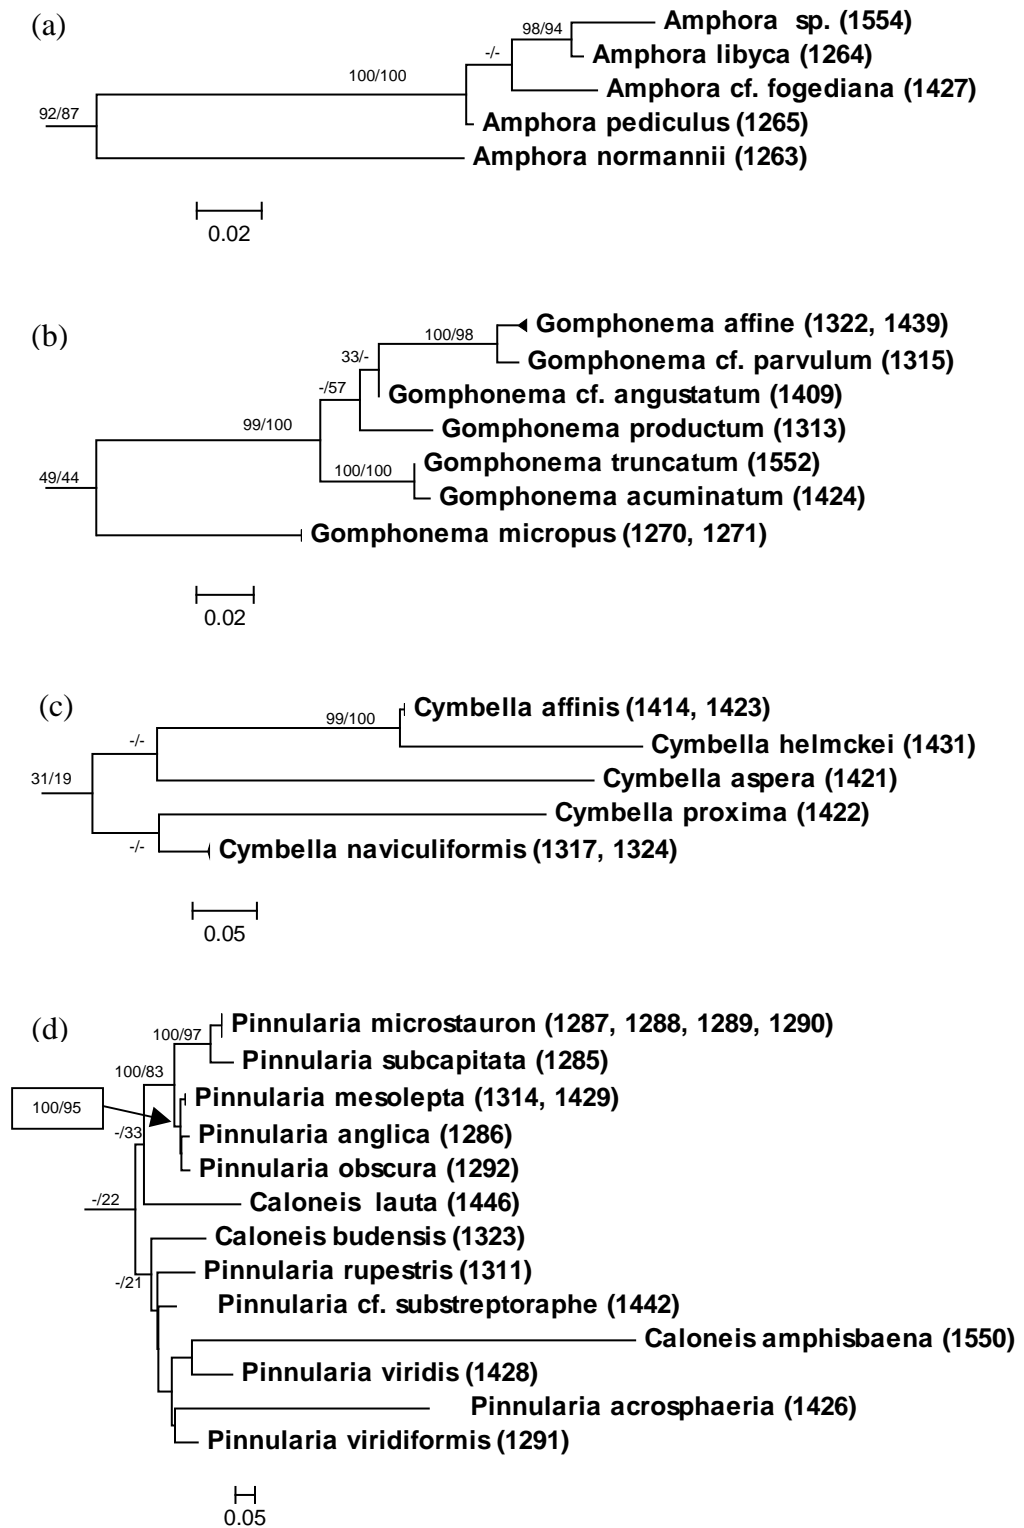 (a)
98/94
Amphora sp. (1554)
-/-
Amphora libyca (1264)
100/100
Amphora cf. fogediana (1427)
92/87
Amphora pediculus (1265)
Amphora normannii (1263)
0.02
(b)
100/98
Gomphonema affine (1322, 1439)
33/-
Gomphonema cf. parvulum (1315)
-/57
Gomphonema cf. angustatum (1409)
99/100
Gomphonema productum (1313)
100/100
Gomphonema truncatum (1552)
49/44
Gomphonema acuminatum (1424)
Gomphonema micropus (1270, 1271)
0.02
(c)
99/100
Cymbella affinis (1414, 1423)
-/-
Cymbella helmckei (1431)
31/19
Cymbella aspera (1421)
Cymbella proxima (1422)
-/-
Cymbella naviculiformis (1317, 1324)
0.05
(d)
100/97
Pinnularia microstauron (1287, 1288, 1289, 1290)
Pinnularia subcapitata (1285)
100/83
Pinnularia mesolepta (1314, 1429)
100/95
Pinnularia anglica (1286)
-/33
Pinnularia obscura (1292)
-/22
Caloneis lauta (1446)
Caloneis budensis (1323)
-/21
Pinnularia rupestris (1311)
Pinnularia cf. substreptoraphe (1442)
Caloneis amphisbaena (1550)
Pinnularia viridis (1428)
Pinnularia acrosphaeria (1426)
Pinnularia viridiformis (1291)
0.05